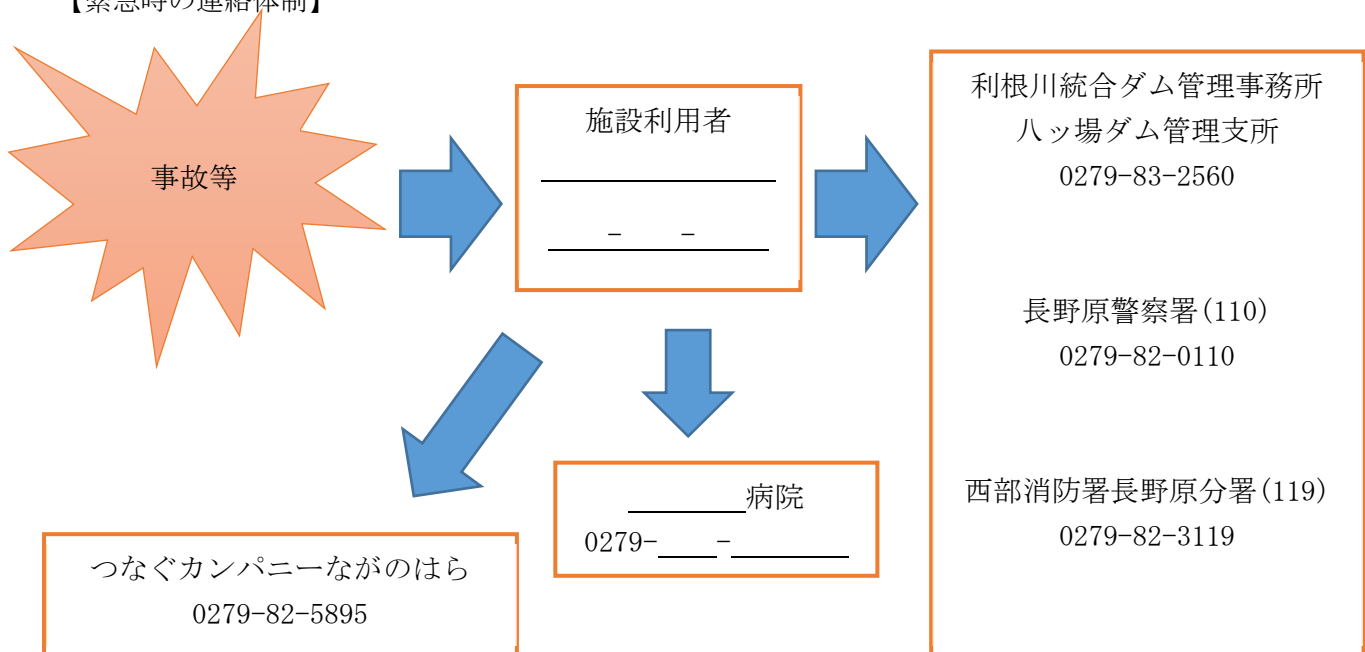 【緊急時の連絡体制】
事故等
施設利用者
- -
利根川統合ダム管理事務所
八ッ場ダム管理支所
0279-83-2560
長野原警察署(110)
0279-82-0110
西部消防署長野原分署(119)
0279-82-3119
病院
0279- -
つなぐカンパニーながのはら
0279-82-5895